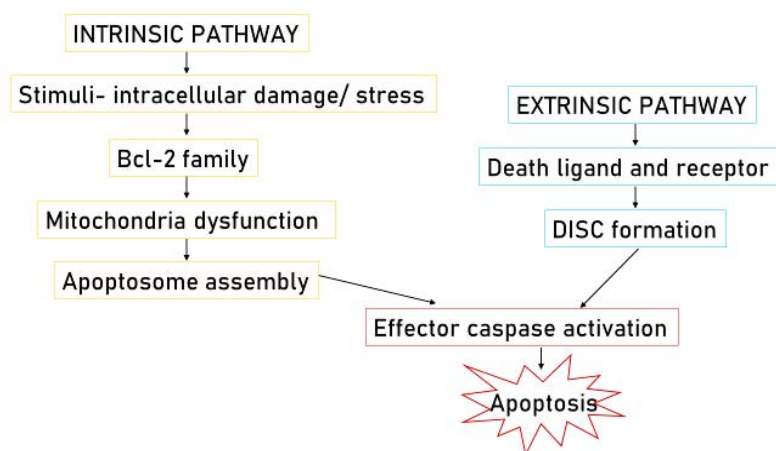 INTRINSIC PATHWAY
Stimuli- intracellular damage/ stress
Bcl-2 family
Mitochondria dysfunction
Apoptosome assembly
EXTRINSIC PATHWAY
Death ligand and receptor
DISC formation
Effector caspase activation
Apoptosis